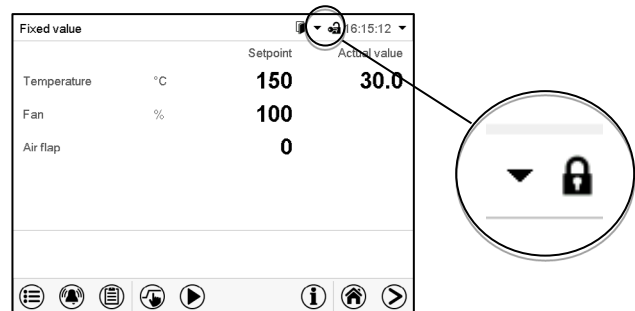 Fixed value 16:15:12
Setpoint Actual value
Temperature °C 150 30.0
Fan % 100
Air flap 0